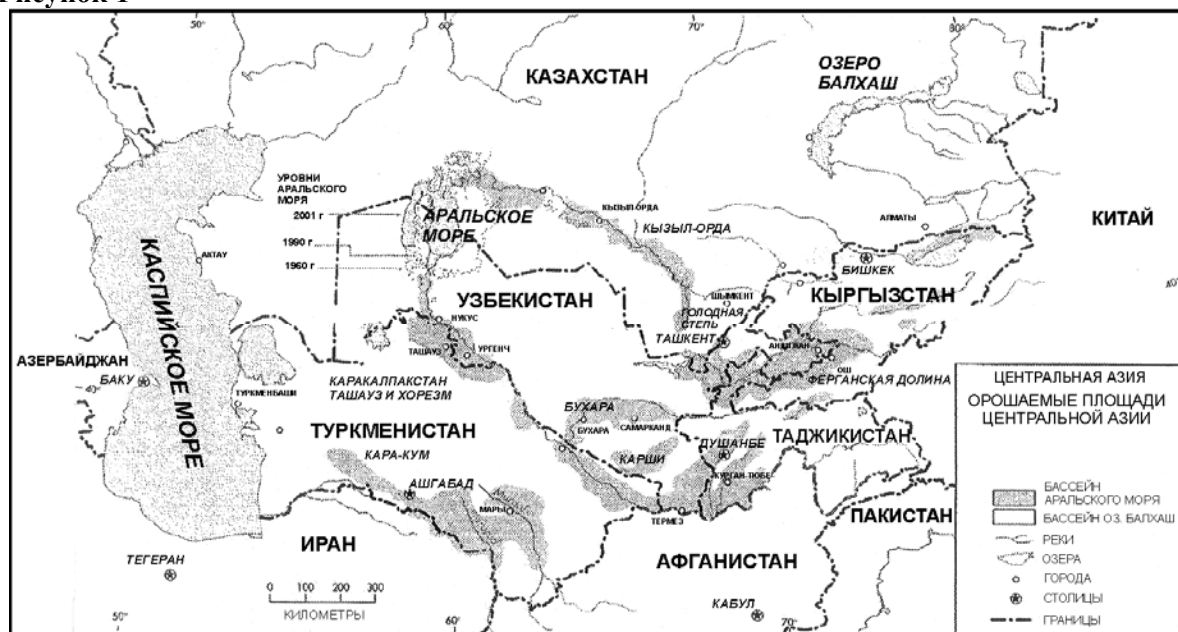 Рисунок 1
50°
60°
70°
80°
КАЗАХСТАН
ОЗЕРО
БАЛХАШ
УРОВНИ
АРАЛЬСКОГО
МОРЯ
2001 г
1990 г
1960 г
АРАЛЬСКОЕ
МОРЕ
КЫЗЫЛ-ОРДА
КЫЗЫЛ-ОРДА
АЛМАТЫ
КИТАЙ
КАСПИЙСКОЕ МОРЕ
АКТАУ
БИШКЕК
УЗБЕКИСТАН
ШЫМКЕНТ
КЫРГЫЗСТАН
40°
НУКУС
ГОЛОДНАЯ
СТЕПЬ
ТАШКЕНТ
АНДИЖАН
АЗЕРБАЙДЖАН
ТАШАУЗ
УРГЕНЧ
ОШ
БАКУ
40°
ФЕРГАНСКАЯ ДОЛИНА
КАРАКАЛПАКСТАН
ТАШАУЗ И ХОРЕЗМ
ТУРКМЕНБАШИ
БУХАРА
БУХАРА
САМАРКАНД
ТУРКМЕНИСТАН
ДУШАНБЕ
ТАДЖИКИСТАН
КАРА-КУМ
КАРШИ
КУРГАН-ТЮБЕ
АШГАБАД
МАРЫ
ТЕРМЕЗ
ПАКИСТАН
ИРАН
АФГАНИСТАН
ТЕГЕРАН
0 100 200 300
КИЛОМЕТРЫ
КАБУЛ
50°
60°
70°
ЦЕНТРАЛЬНАЯ АЗИЯ
ОРОШАЕМЫЕ ПЛОЩАДИ
ЦЕНТРАЛЬНОЙ АЗИИ
БАССЕЙН
АРАЛЬСКОГО МОРЯ
БАССЕЙН ОЗ. БАЛХАШ
РЕКИ
ОЗЕРА
ГОРОДА
СТОЛИЦЫ
ГРАНИЦЫ